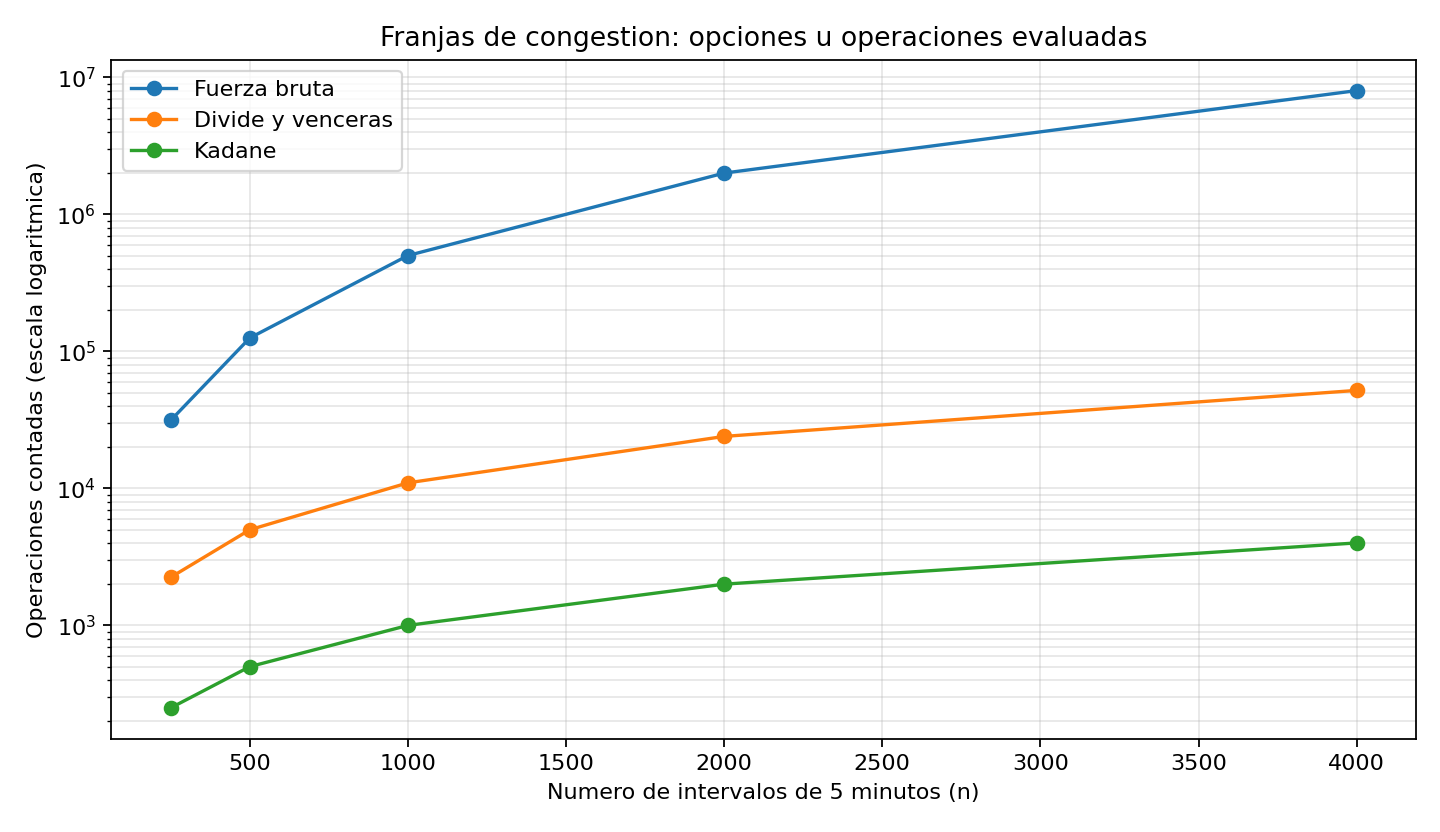 Franjas de congestion: opciones u operaciones evaluadas
Fuerza bruta
Divide y venceras
Kadane
Operaciones contadas (escala logaritmica)
10⁷
10⁶
10⁵
10⁴
10³
500 1000 1500 2000 2500 3000 3500 4000
Numero de intervalos de 5 minutos (n)